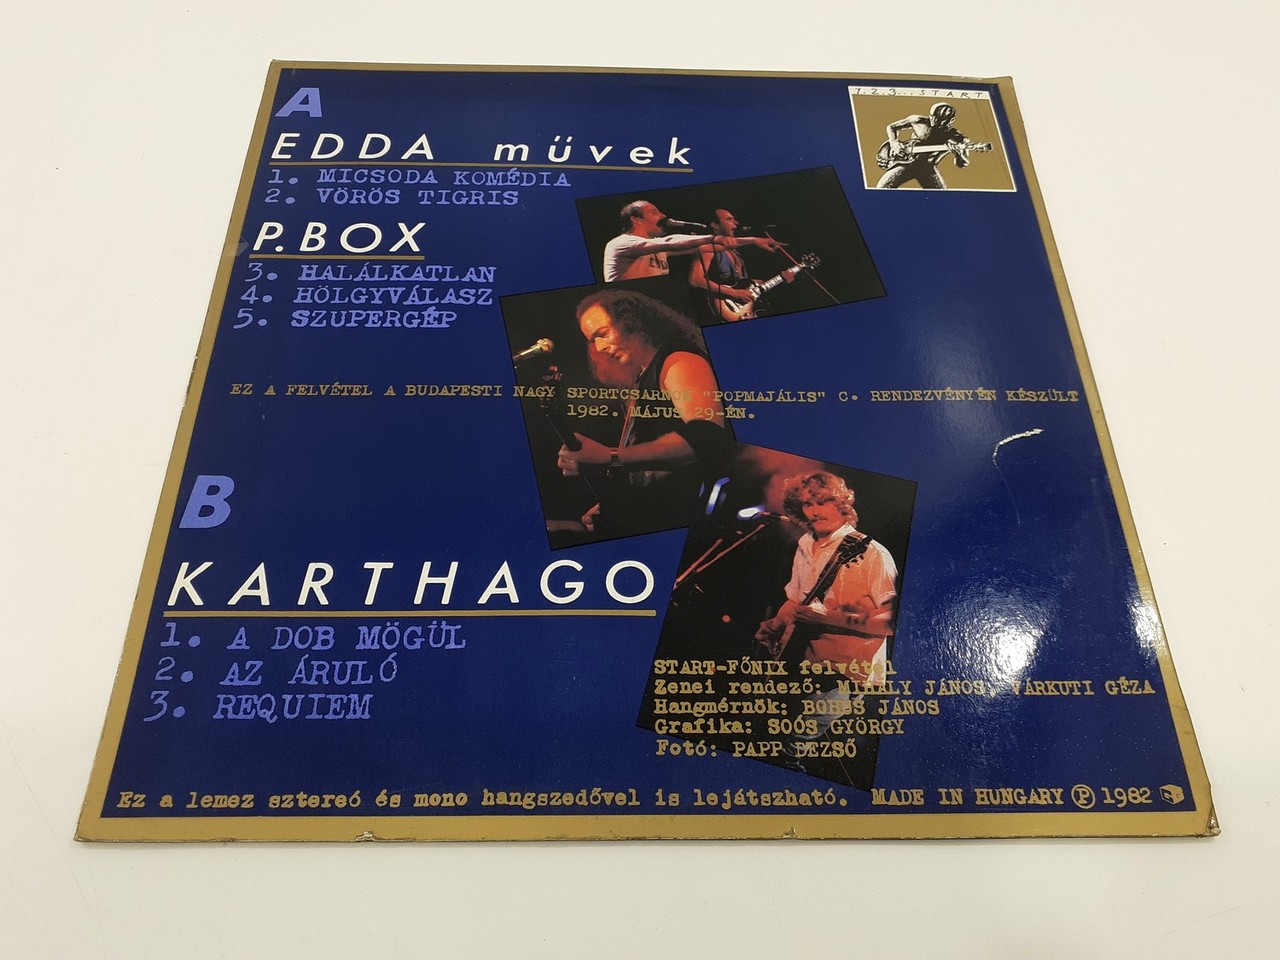 A
1.2.3...START
EDDA művek
1. MICSODA KOMÉDIA
2. VÖRÖS TIGRIS
P.BOX
3. HALÁLKATLAN
4. HÖLGYVÁLASZ
5. SZUPERGÉP
EZ A FELVÉTEL A BUDAPESTI NAGY SPORTCSARNOK "POPMAJÁLIS" C. RENDEZVÉNYÉN KÉSZÜLT
1982. MÁJUS 29-ÉN.
B
KARTHAGO
1. A DOB MÖGÜL
2. AZ ÁRULÓ
3. REQUIEM
START-FŐNIX felvétel
Zenei rendező: MIHÁLY JÁNOS, VÁRKUTI GÉZA
Hangmérnök: BOHUS JÁNOS
Grafika: SOÓS GYÖRGY
Fotó: PAPP DEZSŐ
Ez a lemez sztereó és mono hangszedővel is lejátszható. MADE IN HUNGARY Ⓟ 1982